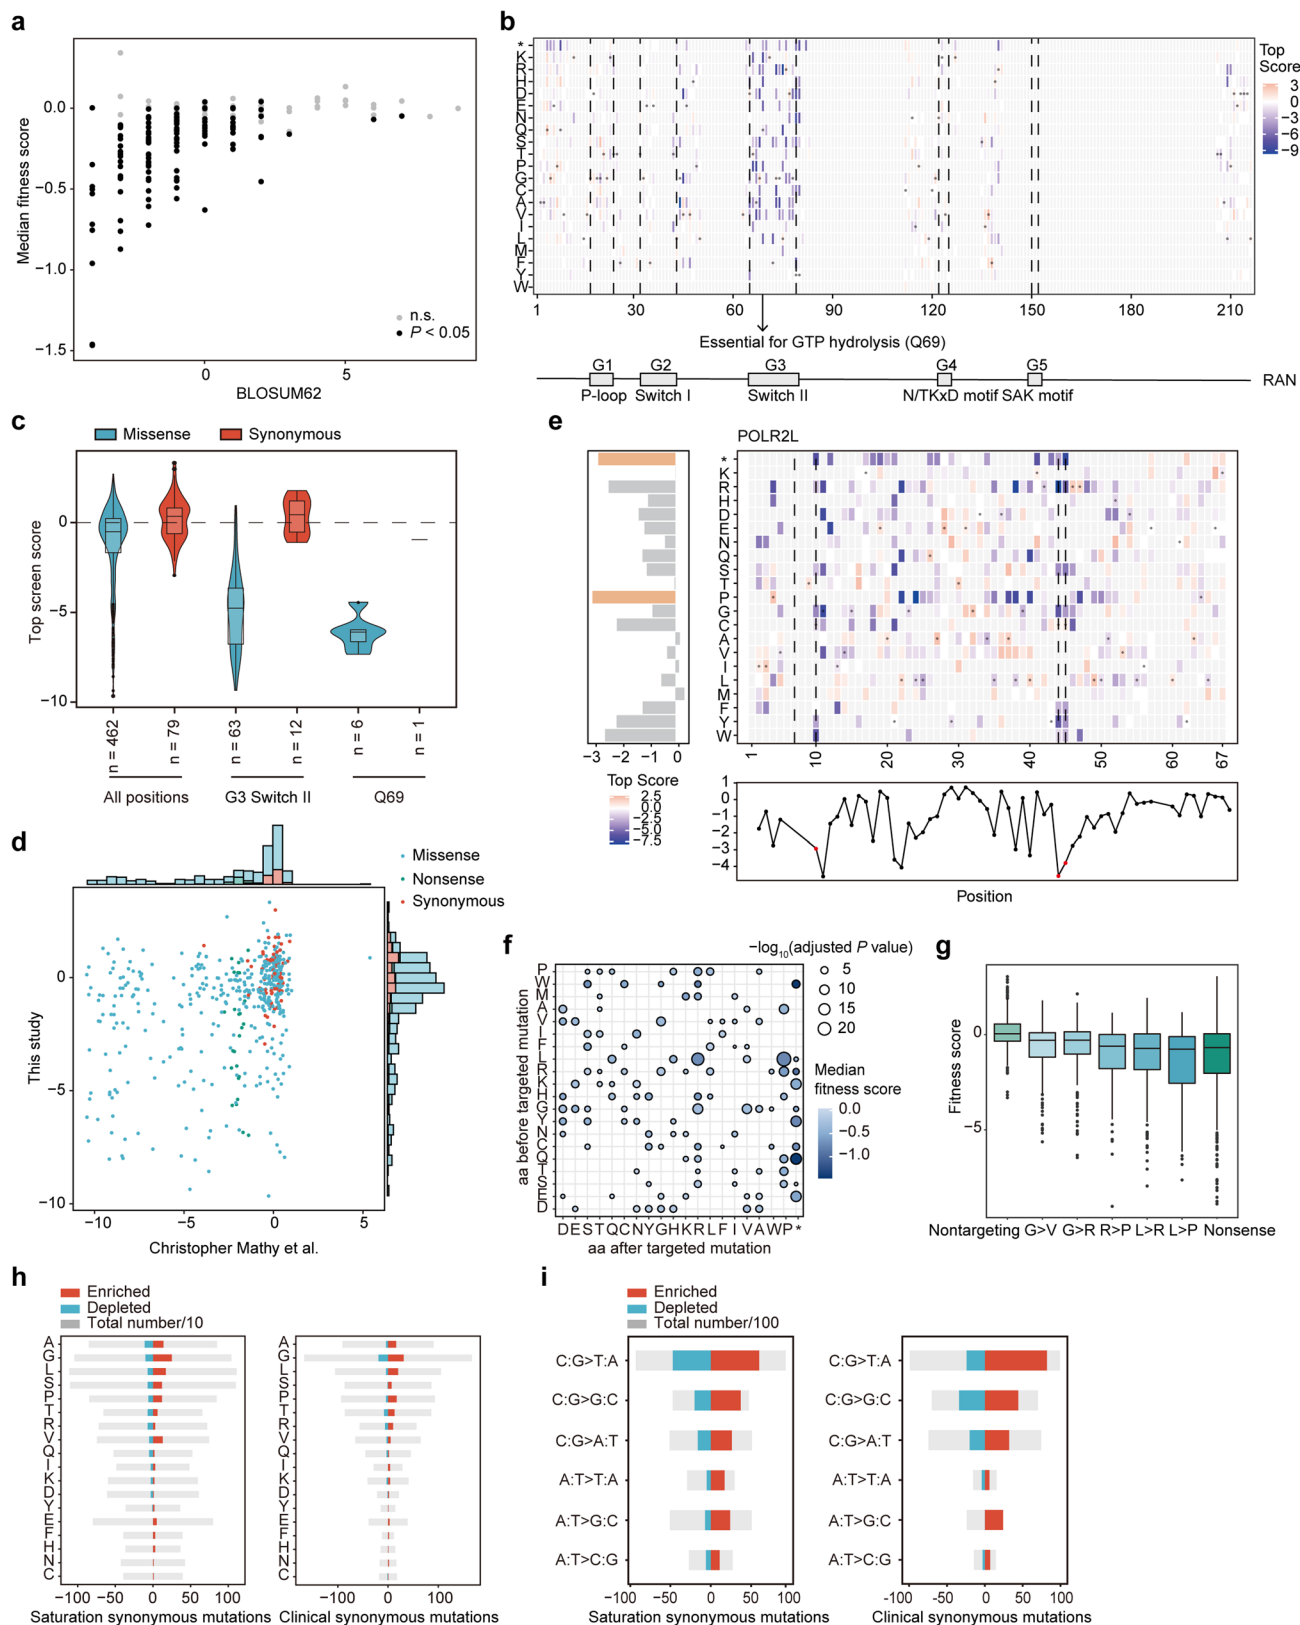 a
0.0
−0.5
−1.0
−1.5
Median fitness score
0
5
BLOSUM62
n.s.
P < 0.05
b
*
K
R
H
D
E
N
Q
S
T
P
G
C
A
V
I
L
M
F
Y
W
1
30
60
90
120
150
180
210
Top
Score
3
0
−3
−6
−9
Essential for GTP hydrolysis (Q69)
G1
G2
G3
G4
G5
RAN
P-loop
Switch I
Switch II
N/TKxD motif
SAK motif
c
Missense
Synonymous
Top screen score
0
−5
−10
n = 462
n = 79
n = 63
n = 12
n = 6
n = 1
All positions
G3 Switch II
Q69
d
Missense
Nonsense
Synonymous
This study
0
−5
−10
−10
−5
0
5
Christopher Mathy et al.
e
POLR2L
*
K
R
H
D
E
N
Q
S
T
P
G
C
A
V
I
L
M
F
Y
W
−3
−2
−1
0
1
10
20
30
40
50
60
67
Top Score
2.5
0.0
−2.5
−5.0
−7.5
1
0
−1
−2
−3
−4
Position
f
−log10(adjusted P value)
5
10
15
20
Median
fitness score
0.0
−0.5
−1.0
aa before targeted mutation
P
W
M
A
V
I
F
L
R
K
H
G
Y
N
C
Q
T
S
E
D
D E S T Q C N Y G H K R L F I V A W P *
aa after targeted mutation
g
Fitness score
0
−5
Nontargeting G>V G>R R>P L>R L>P Nonsense
h
Enriched
Depleted
Total number/10
A
G
L
S
P
T
R
V
Q
I
K
D
Y
E
F
H
N
C
−100
−50
0
50
100
Saturation synonymous mutations
A
G
L
S
P
T
R
V
Q
I
K
D
Y
E
F
H
N
C
−100
0
100
Clinical synonymous mutations
i
Enriched
Depleted
Total number/100
C:G>T:A
C:G>G:C
C:G>A:T
A:T>T:A
A:T>G:C
A:T>C:G
−100
−50
0
50
100
Saturation synonymous mutations
C:G>T:A
C:G>G:C
C:G>A:T
A:T>T:A
A:T>G:C
A:T>C:G
−100
−50
0
50
100
Clinical synonymous mutations